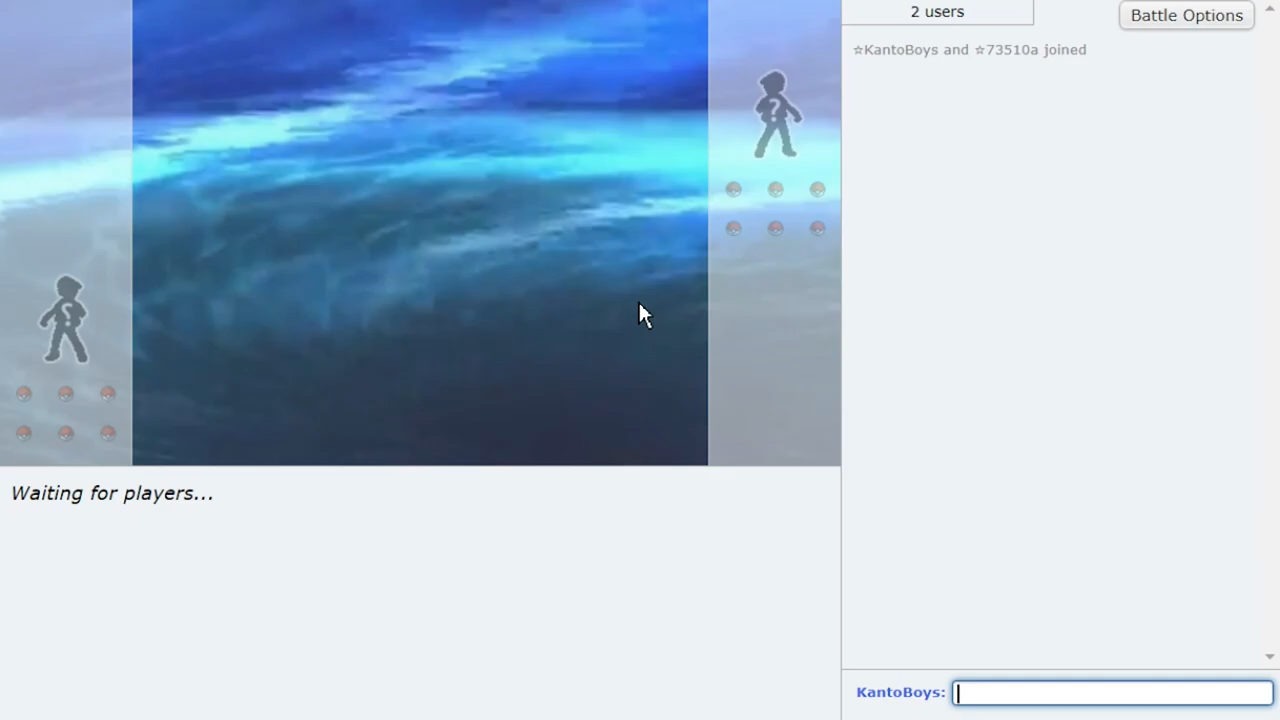 2 users
Battle Options
☆KantoBoys and ☆73510a joined
?
?
Waiting for players...
KantoBoys: